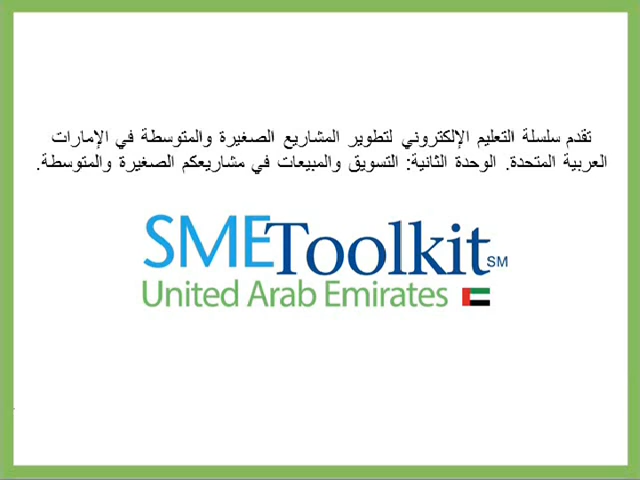 تقدم سلسلة التعليم الإلكتروني لتطوير المشاريع الصغيرة والمتوسطة في الإمارات
العربية المتحدة. الوحدة الثانية: التسويق والمبيعات في مشاريعكم الصغيرة والمتوسطة.
SMEToolkit SM
United Arab Emirates